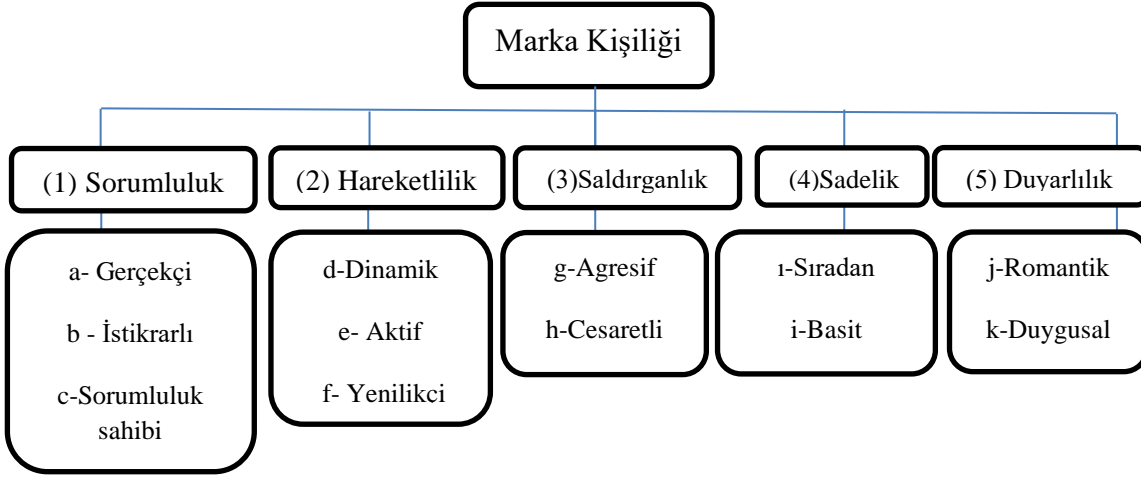 Marka Kişiliği
(1) Sorumluluk
(2) Hareketlilik
(3)Saldırganlık
(4)Sadelik
(5) Duyarlılık
a- Gerçekçi
b - İstikrarlı
c-Sorumluluk
sahibi
d-Dinamik
e- Aktif
f- Yenilikci
g-Agresif
h-Cesaretli
ı-Sıradan
i-Basit
j-Romantik
k-Duygusal